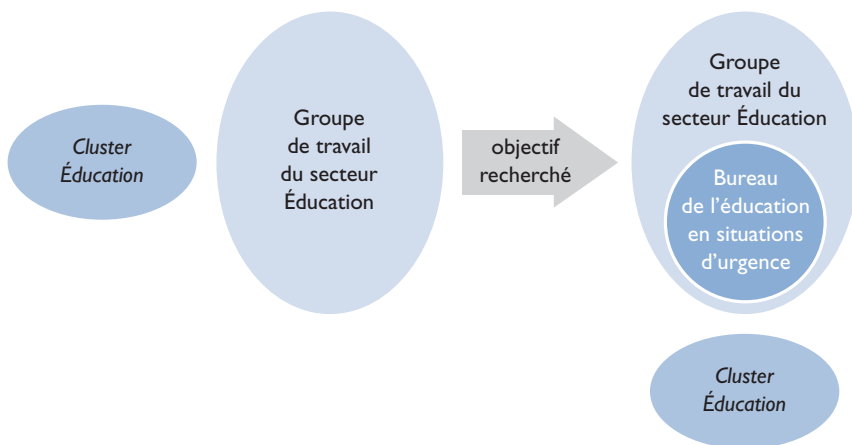 Cluster
Éducation
Groupe
de travail
du secteur
Éducation
objectif
recherché
Groupe
de travail du
secteur Éducation
Bureau
de l’éducation
en situations
d’urgence
Cluster
Éducation